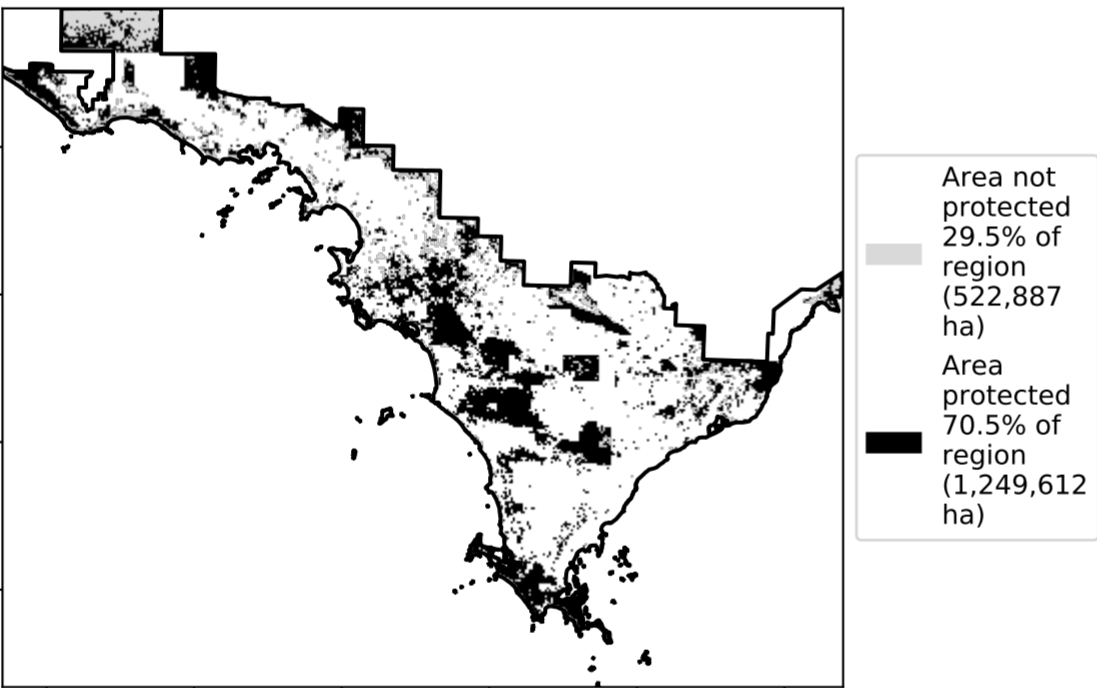 Area not
protected
29.5% of
region
(522,887
ha)
Area
protected
70.5% of
region
(1,249,612
ha)